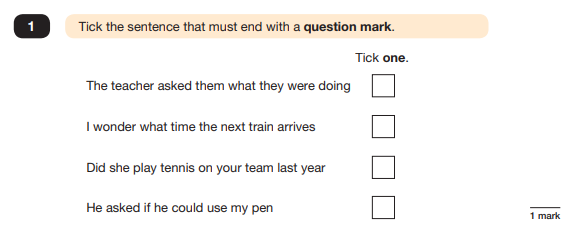 1 Tick the sentence that must end with a question mark.
Tick one.
The teacher asked them what they were doing
I wonder what time the next train arrives
Did she play tennis on your team last year
He asked if he could use my pen
1 mark